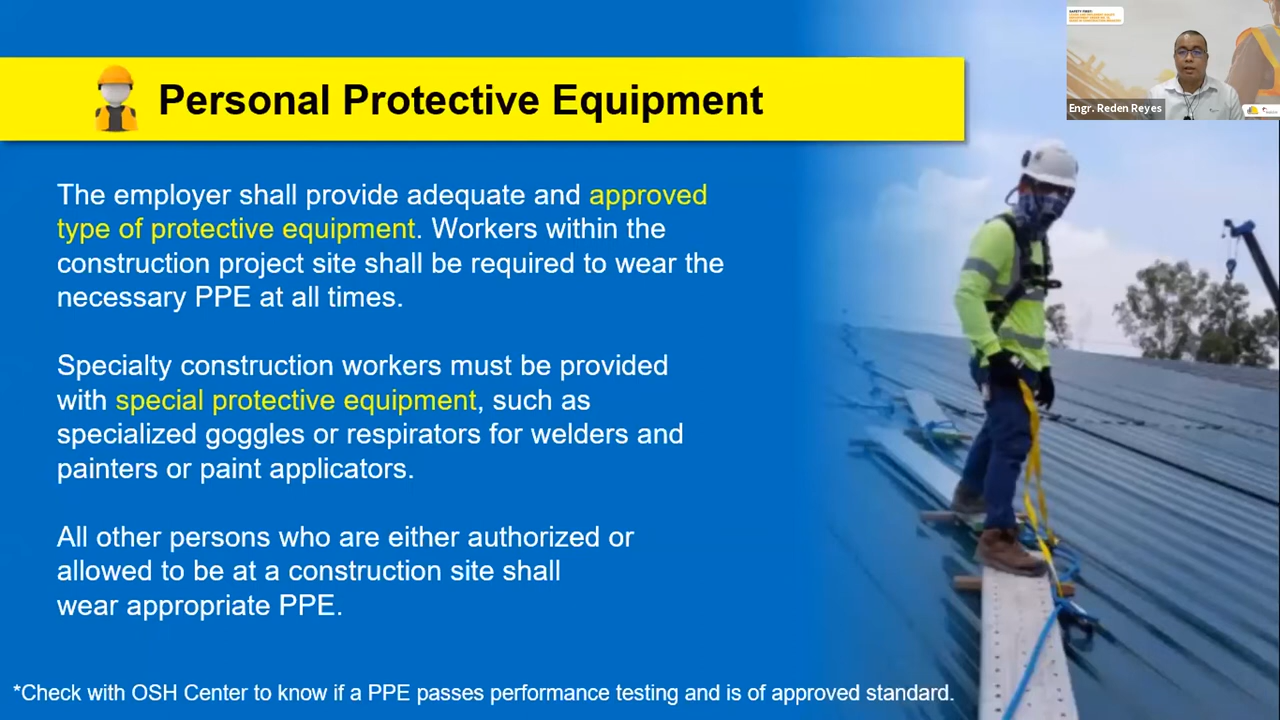 Personal Protective Equipment
The employer shall provide adequate and approved
type of protective equipment. Workers within the
construction project site shall be required to wear the
necessary PPE at all times.
Specialty construction workers must be provided
with special protective equipment, such as
specialized goggles or respirators for welders and
painters or paint applicators.
All other persons who are either authorized or
allowed to be at a construction site shall
wear appropriate PPE.
*Check with OSH Center to know if a PPE passes performance testing and is of approved standard.
SAFETY FIRST:
Engr. Reden Reyes